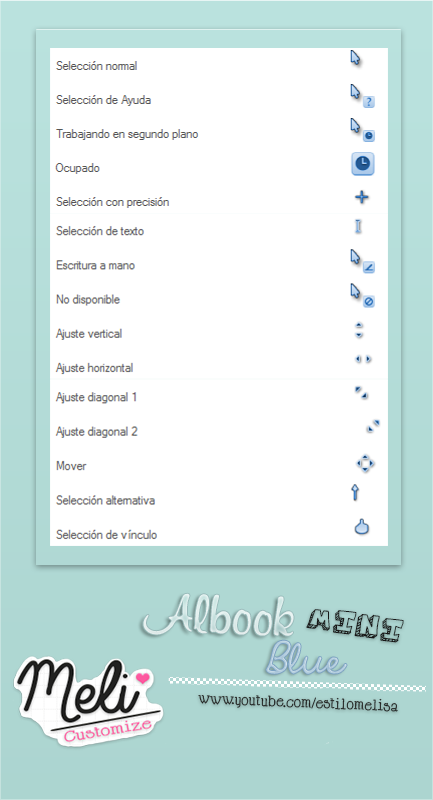 Selección normal
Selección de Ayuda
Trabajando en segundo plano
Ocupado
Selección con precisión
Selección de texto
Escritura a mano
No disponible
Ajuste vertical
Ajuste horizontal
Ajuste diagonal 1
Ajuste diagonal 2
Mover
Selección alternativa
Selección de vínculo
Albook MINI
Blue
Meli
Customize
www.youtube.com/estilomelisa